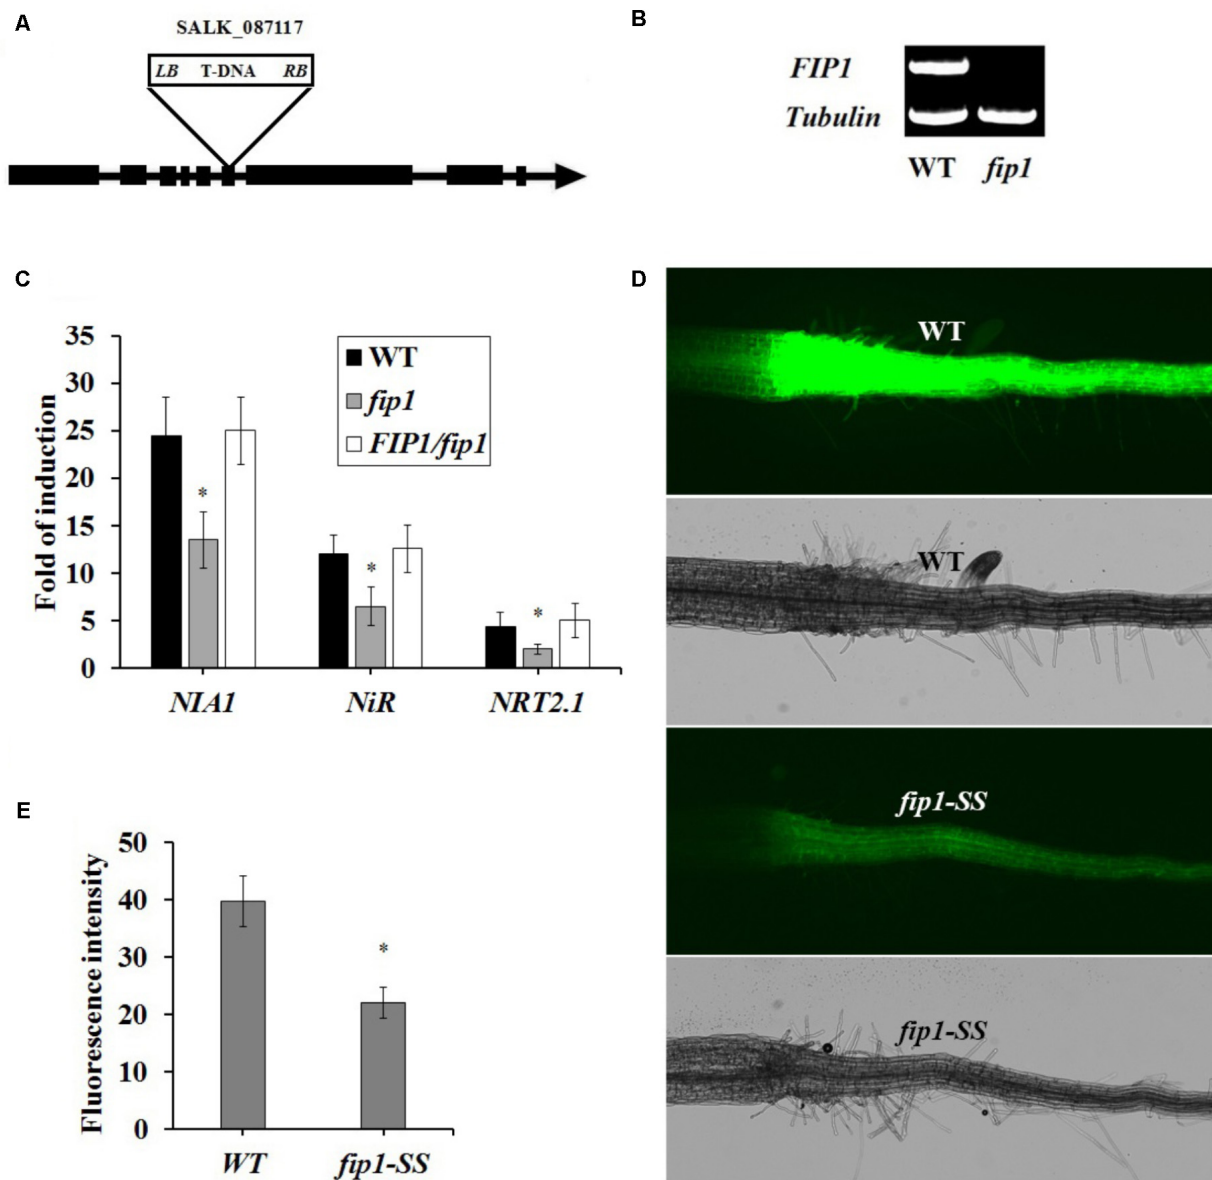 A
SALK_087117
LB T-DNA RB
B
FIP1
Tubulin
WT fip1
C
35
30
25
20
15
10
5
0
Fold of induction
WT
fip1
FIP1/fip1
*
*
*
NIA1 NiR NRT2.1
D
WT
WT
fip1-SS
fip1-SS
E
50
40
30
20
10
0
Fluorescence intensity
*
WT fip1-SS